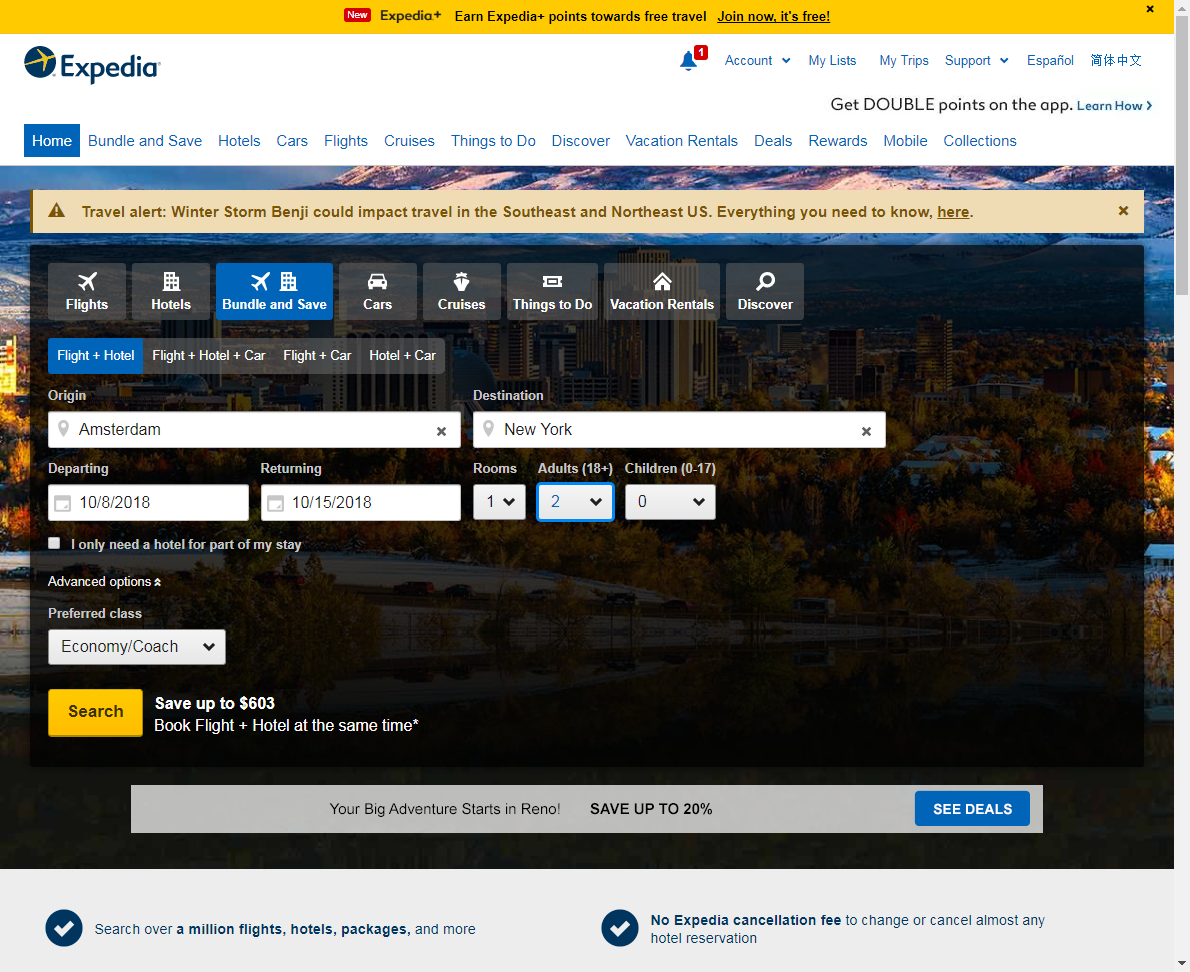 New Expedia+ Earn Expedia+ points towards free travel Join now, it's free!
Expedia
1 Account My Lists My Trips Support Español 简体中文
Get DOUBLE points on the app. Learn How
Home Bundle and Save Hotels Cars Flights Cruises Things to Do Discover Vacation Rentals Deals Rewards Mobile Collections
Travel alert: Winter Storm Benji could impact travel in the Southeast and Northeast US. Everything you need to know, here.
Flights Hotels Bundle and Save Cars Cruises Things to Do Vacation Rentals Discover
Flight + Hotel Flight + Hotel + Car Flight + Car Hotel + Car
Origin Destination
Amsterdam New York
Departing Returning Rooms Adults (18+) Children (0-17)
10/8/2018 10/15/2018 1 2 0
I only need a hotel for part of my stay
Advanced options
Preferred class
Economy/Coach
Search
Save up to $603
Book Flight + Hotel at the same time*
Your Big Adventure Starts in Reno! SAVE UP TO 20% SEE DEALS
Search over a million flights, hotels, packages, and more
No Expedia cancellation fee to change or cancel almost any
hotel reservation